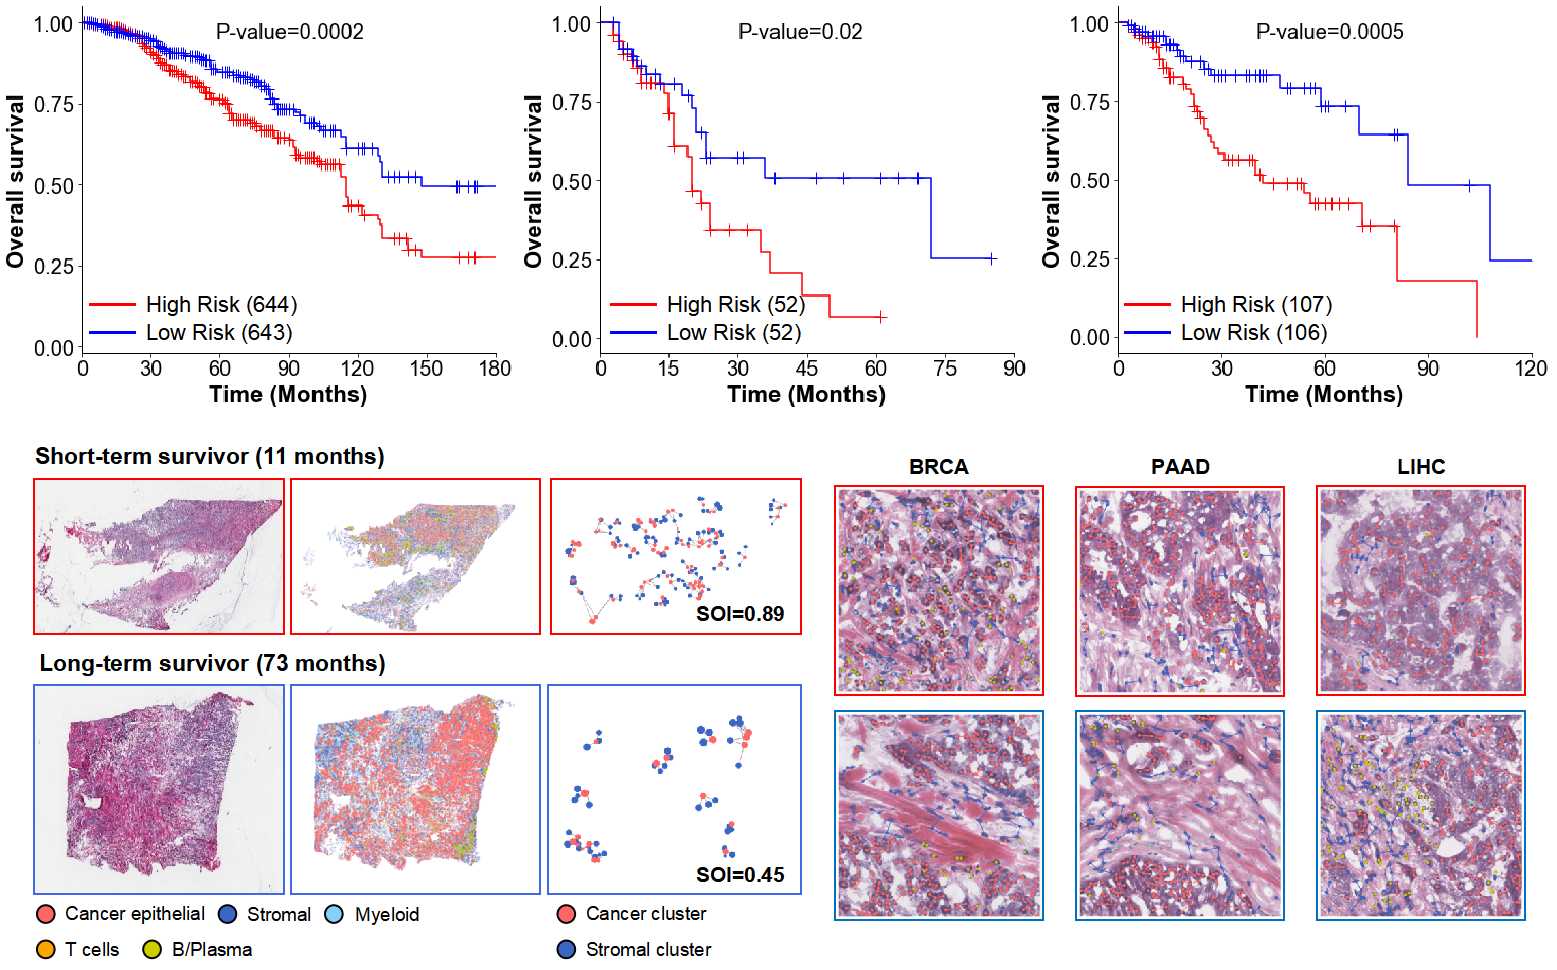 P-value=0.0002
1.00
0.75
0.50
0.25
0.00
Overall survival
High Risk (644)
Low Risk (643)
0 30 60 90 120 150 180
Time (Months)
P-value=0.02
1.00
0.75
0.50
0.25
0.00
Overall survival
High Risk (52)
Low Risk (52)
0 15 30 45 60 75 90
Time (Months)
P-value=0.0005
1.00
0.75
0.50
0.25
0.00
Overall survival
High Risk (107)
Low Risk (106)
0 30 60 90 120
Time (Months)
Short-term survivor (11 months)
SOI=0.89
Long-term survivor (73 months)
SOI=0.45
Cancer epithelial Stromal Myeloid
T cells B/Plasma
Cancer cluster
Stromal cluster
BRCA PAAD LIHC